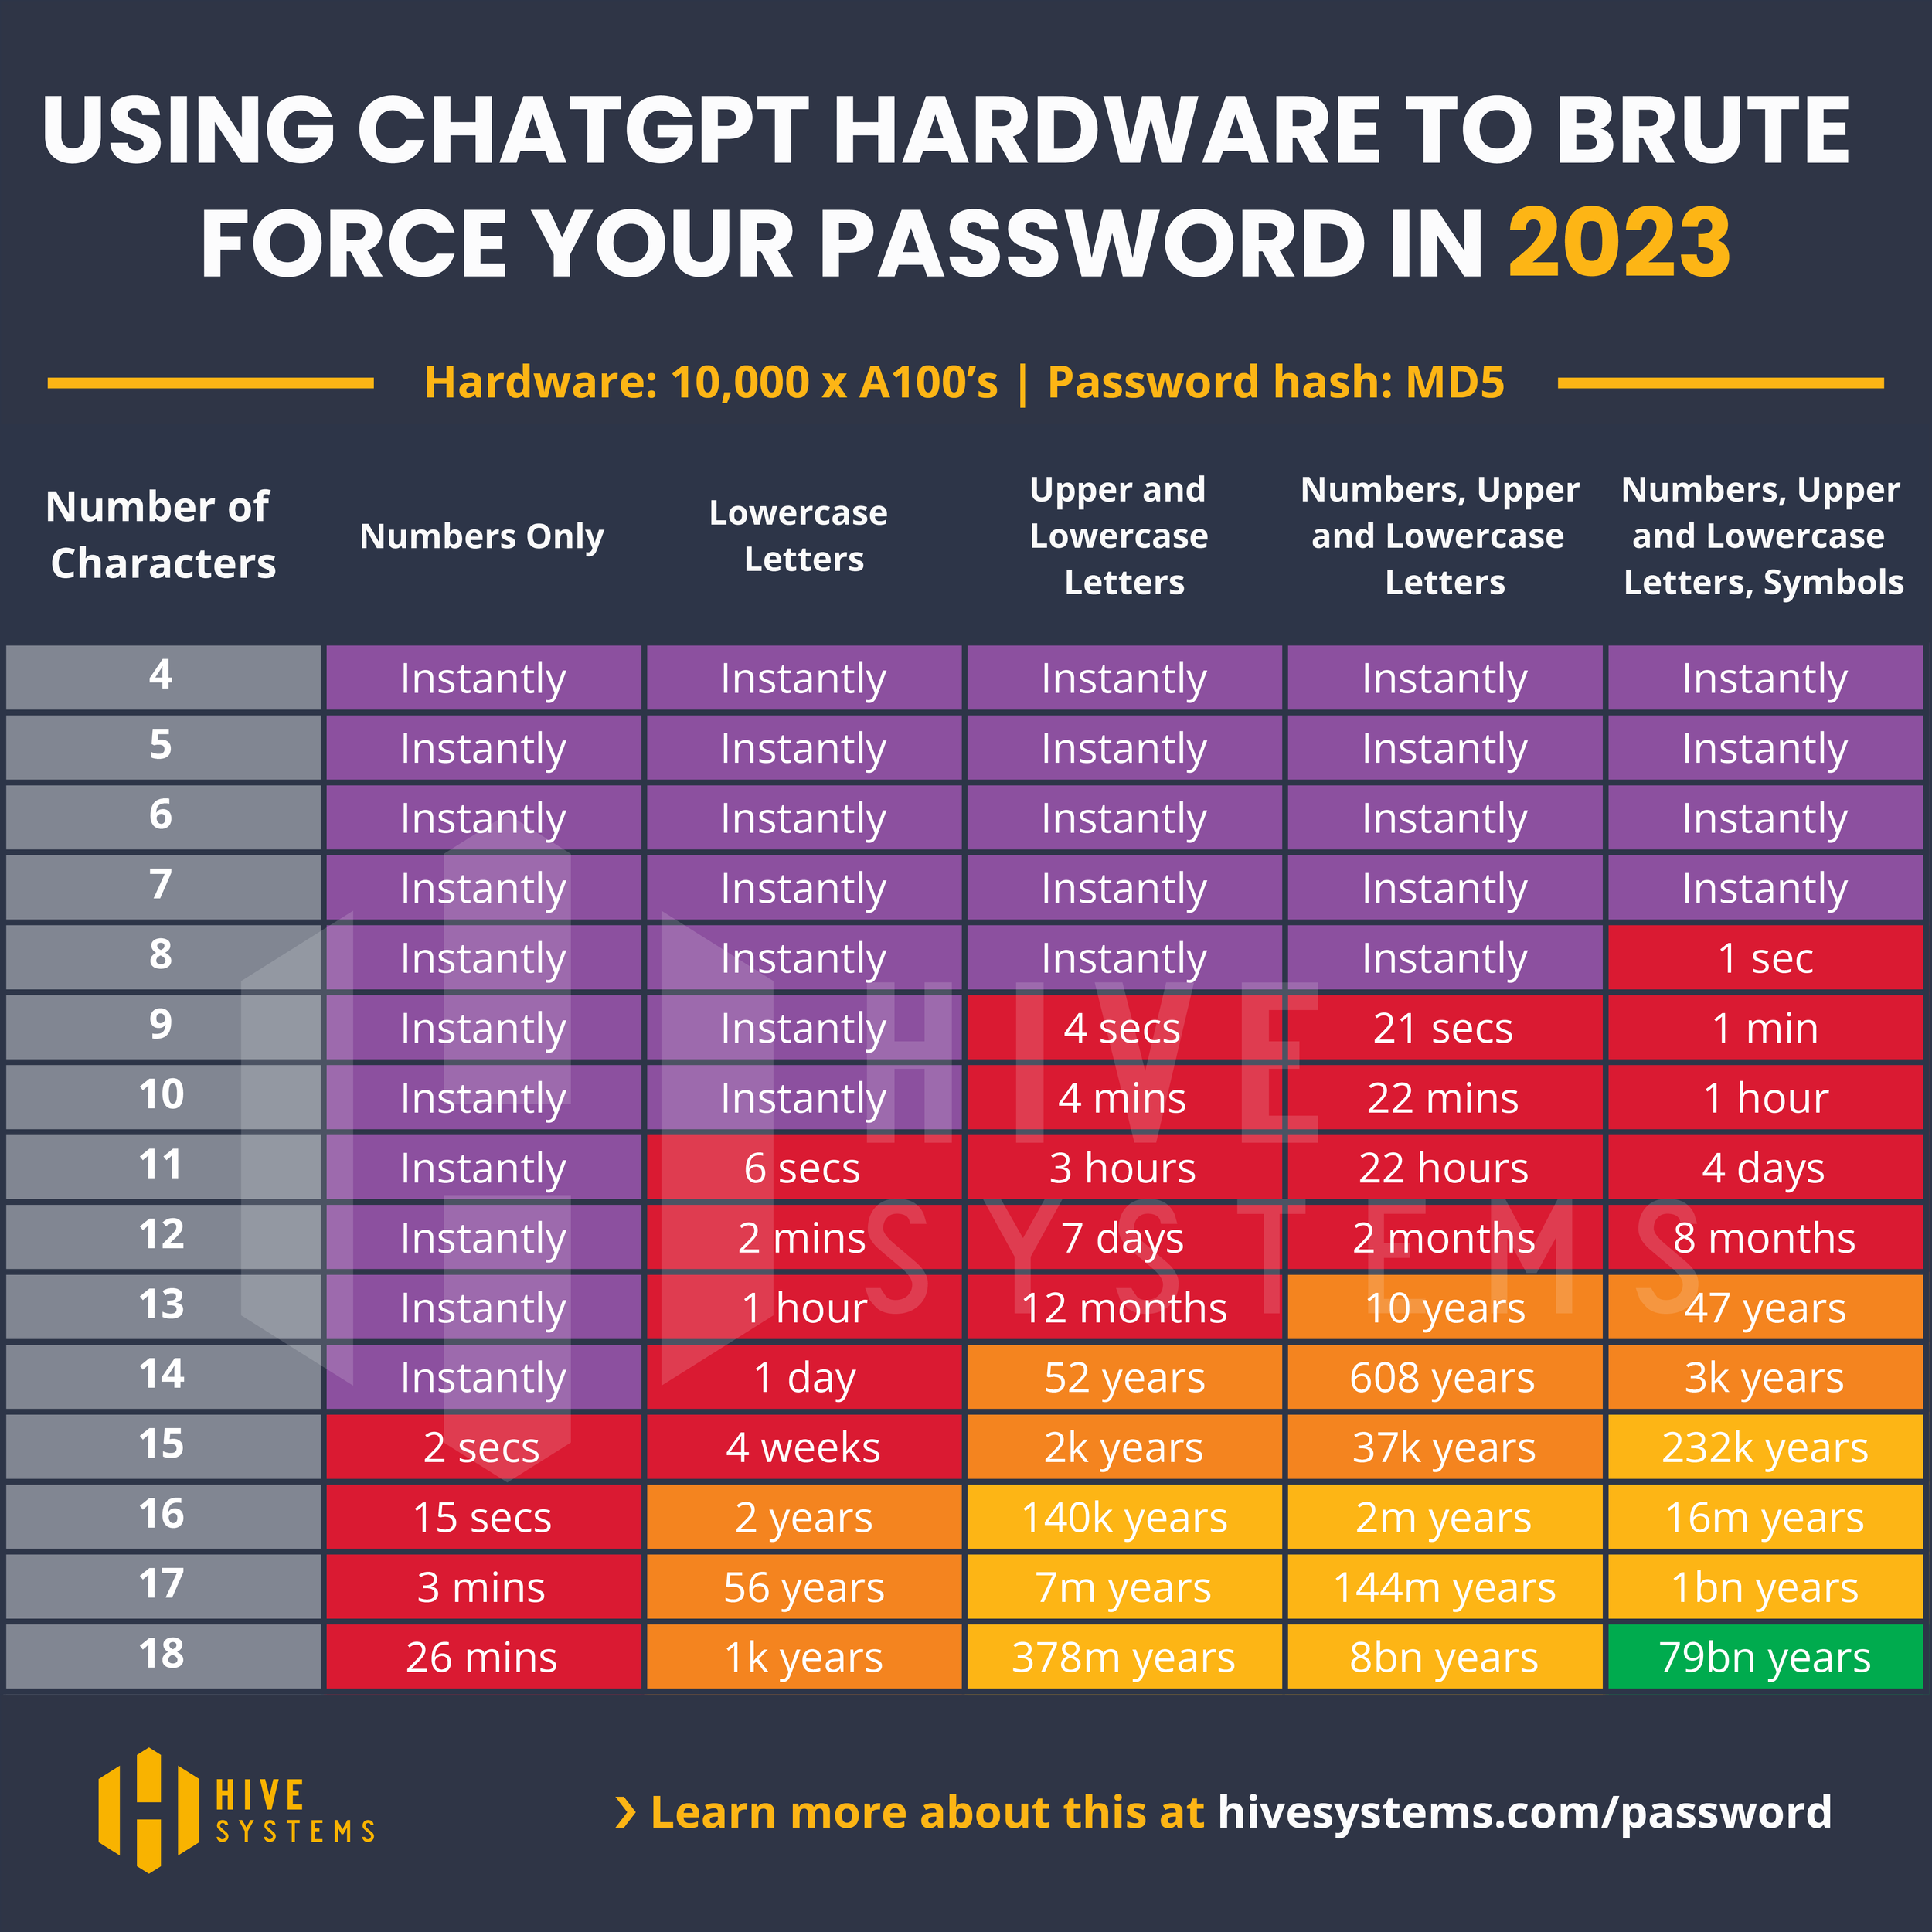 USING CHATGPT HARDWARE TO BRUTE
FORCE YOUR PASSWORD IN 2023
Hardware: 10,000 x A100’s | Password hash: MD5
Number of
Characters
Numbers Only
Lowercase
Letters
Upper and
Lowercase
Letters
Numbers, Upper
and Lowercase
Letters
Numbers, Upper
and Lowercase
Letters, Symbols
4 Instantly Instantly Instantly Instantly Instantly
5 Instantly Instantly Instantly Instantly Instantly
6 Instantly Instantly Instantly Instantly Instantly
7 Instantly Instantly Instantly Instantly Instantly
8 Instantly Instantly Instantly Instantly 1 sec
9 Instantly Instantly 4 secs 21 secs 1 min
10 Instantly Instantly 4 mins 22 mins 1 hour
11 Instantly 6 secs 3 hours 22 hours 4 days
12 Instantly 2 mins 7 days 2 months 8 months
13 Instantly 1 hour 12 months 10 years 47 years
14 Instantly 1 day 52 years 608 years 3k years
15 2 secs 4 weeks 2k years 37k years 232k years
16 15 secs 2 years 140k years 2m years 16m years
17 3 mins 56 years 7m years 144m years 1bn years
18 26 mins 1k years 378m years 8bn years 79bn years
HIVE
SYSTEMS
HIVE
SYSTEMS
› Learn more about this at hivesystems.com/password